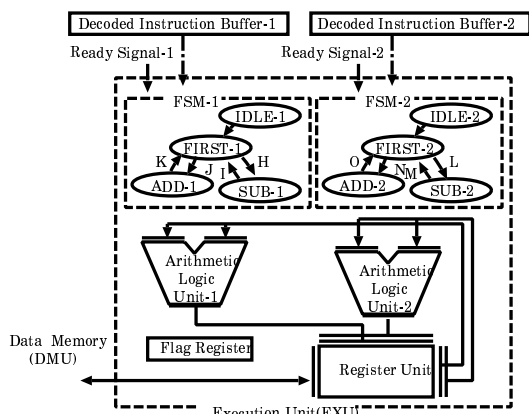 Decoded Instruction Buffer-1
Decoded Instruction Buffer-2
Ready Signal-1
Ready Signal-2
FSM-1
FSM-2
IDLE-1
IDLE-2
FIRST-1
FIRST-2
K
J
I
H
O
N
M
L
ADD-1
SUB-1
ADD-2
SUB-2
Arithmetic
Logic
Unit-1
Arithmetic
Logic
Unit-2
Data Memory
(DMU)
Flag Register
Register Unit
Execution Unit(EXU)